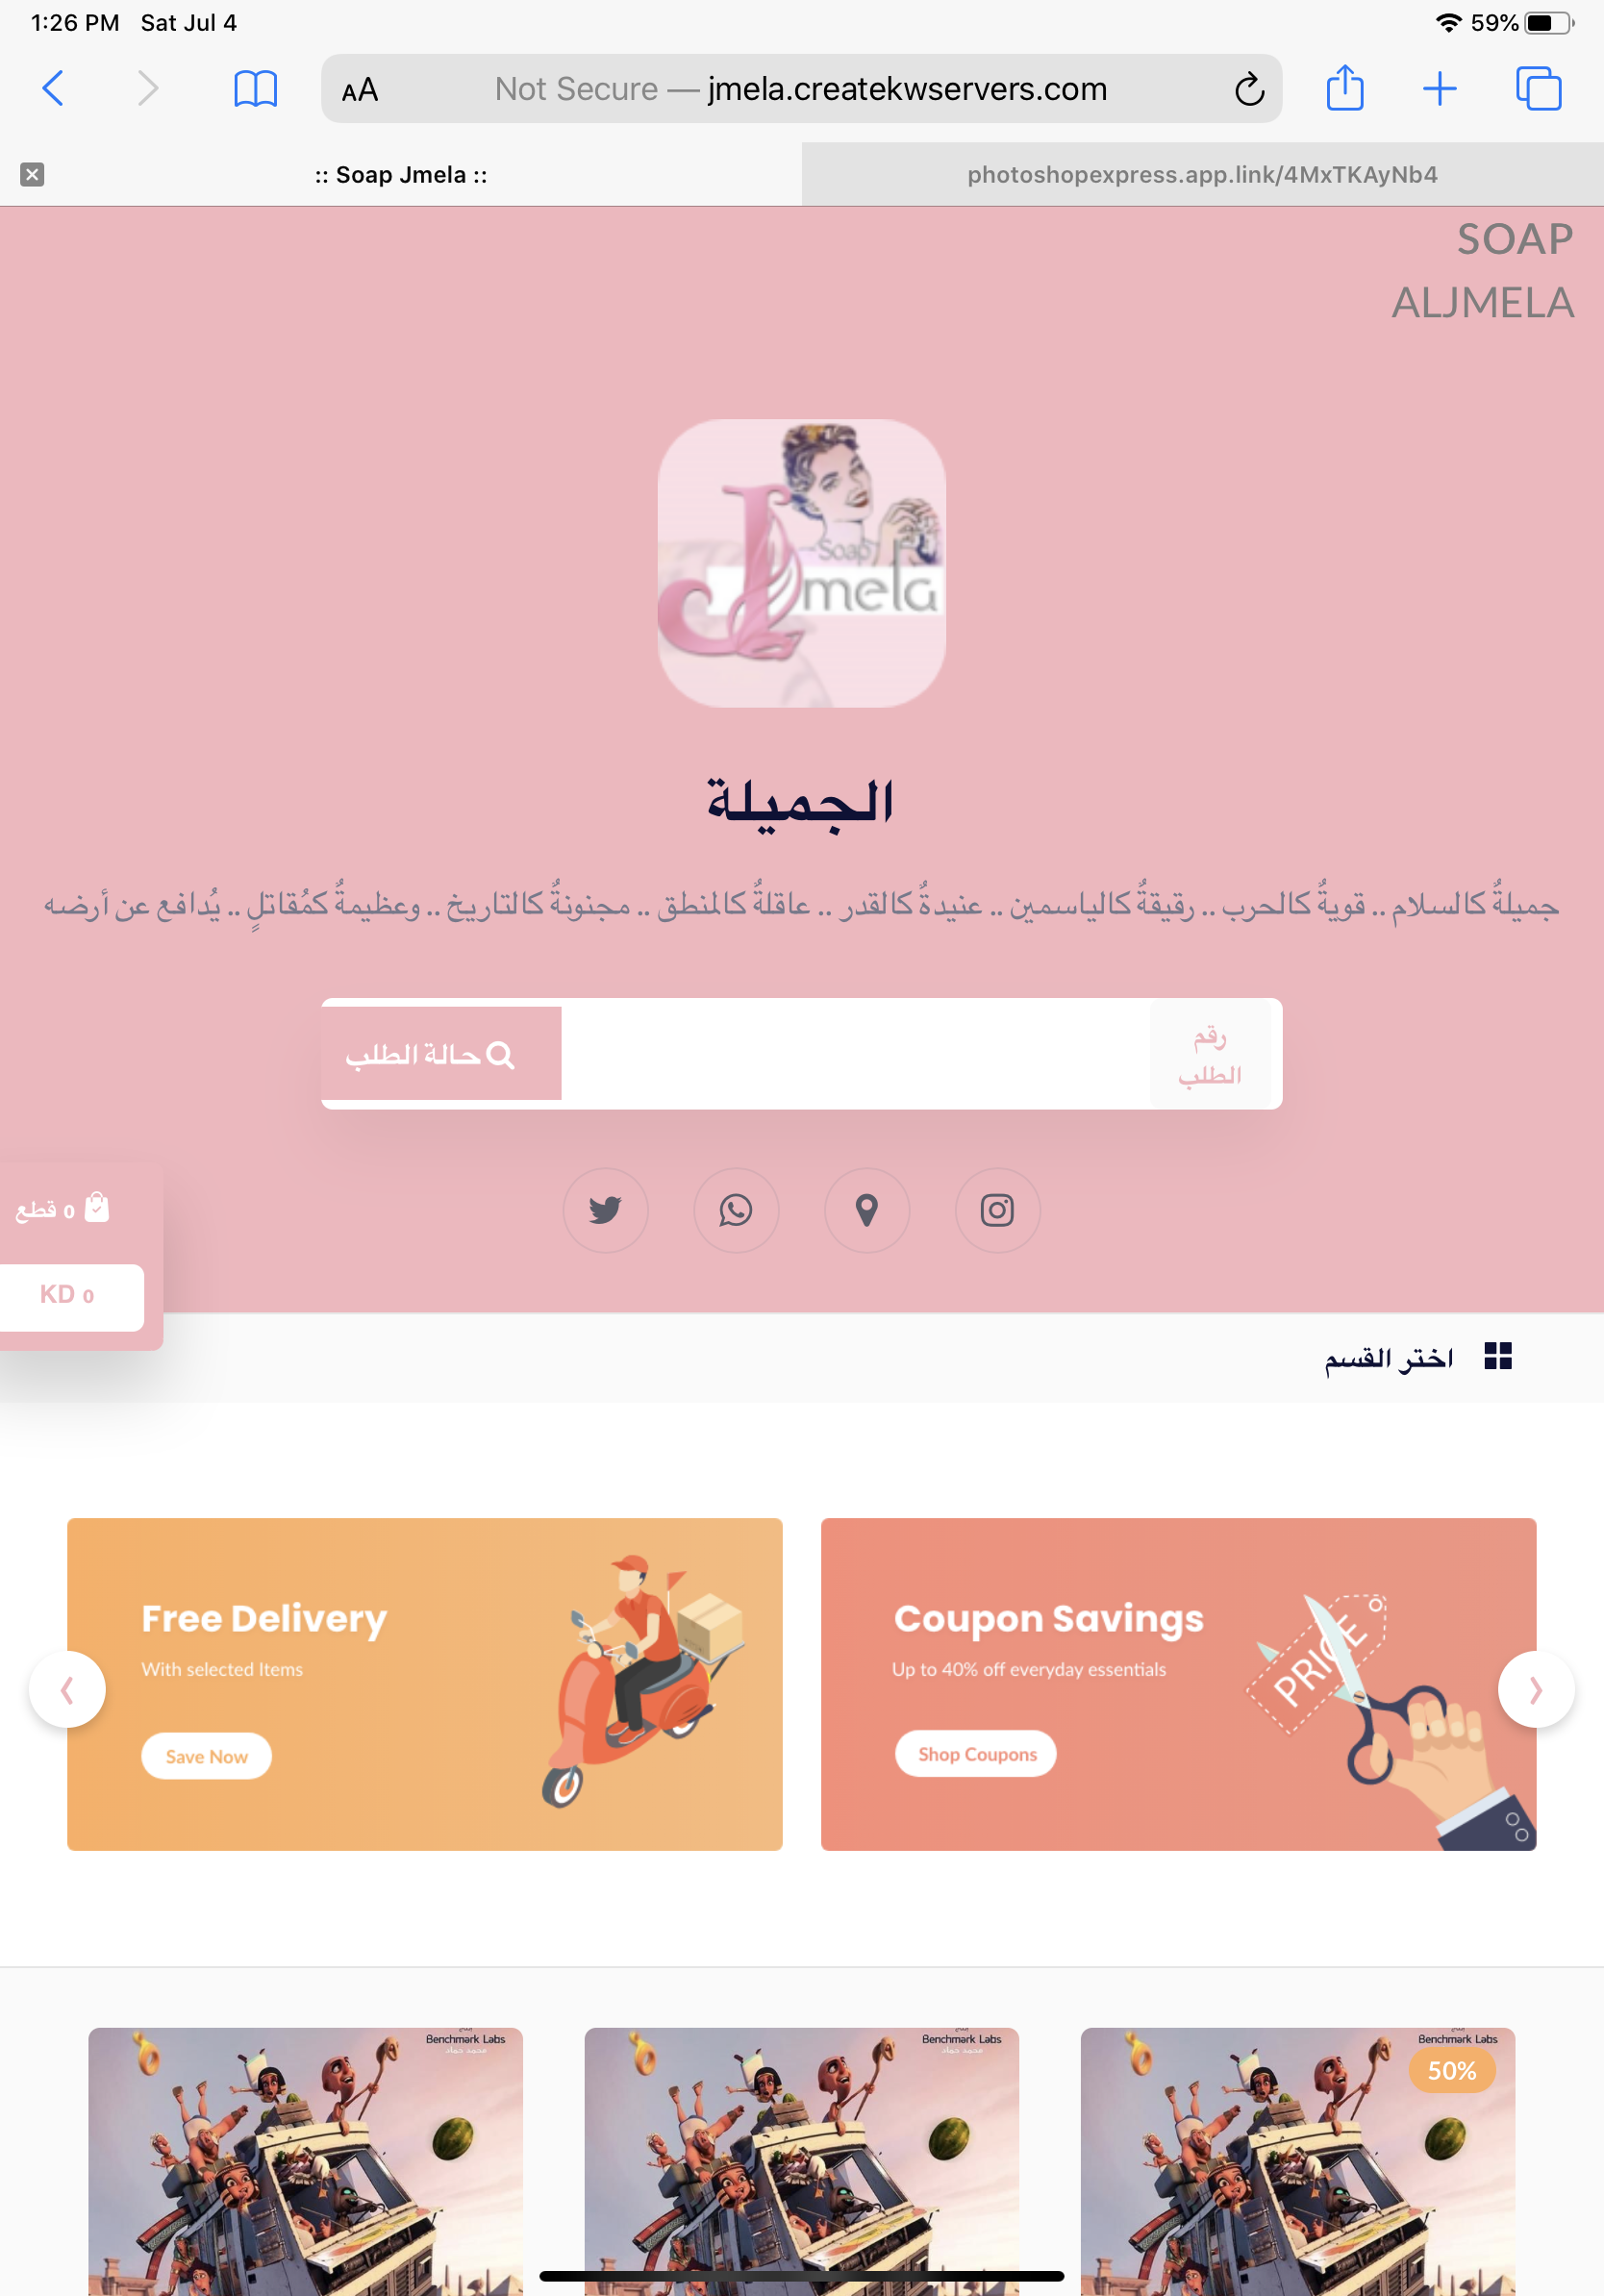 1:26 PM Sat Jul 4
59%
AA
Not Secure — jmela.createkwservers.com
:: Soap Jmela ::
photoshopexpress.app.link/4MxTKAyNb4
SOAP
ALJMELA
Soap
Jmela
الجميلة
جميلةٌ كالسلام .. قويةٌ كالحرب .. رقيقةٌ كالياسمين .. عنيدةٌ كالقدر .. عاقلةٌ كالمنطق .. مجنونةٌ كالتاريخ .. وعظيمةٌ كمُقاتلٍ .. يُدافع عن أرضه
رقم
الطلب
حالة الطلب
0 قطع
KD 0
اختر القسم
Free Delivery
With selected Items
Save Now
Coupon Savings
Up to 40% off everyday essentials
Shop Coupons
PRICE
Benchmark Labs
محمد حماد
Benchmark Labs
محمد حماد
Benchmark Labs
50%